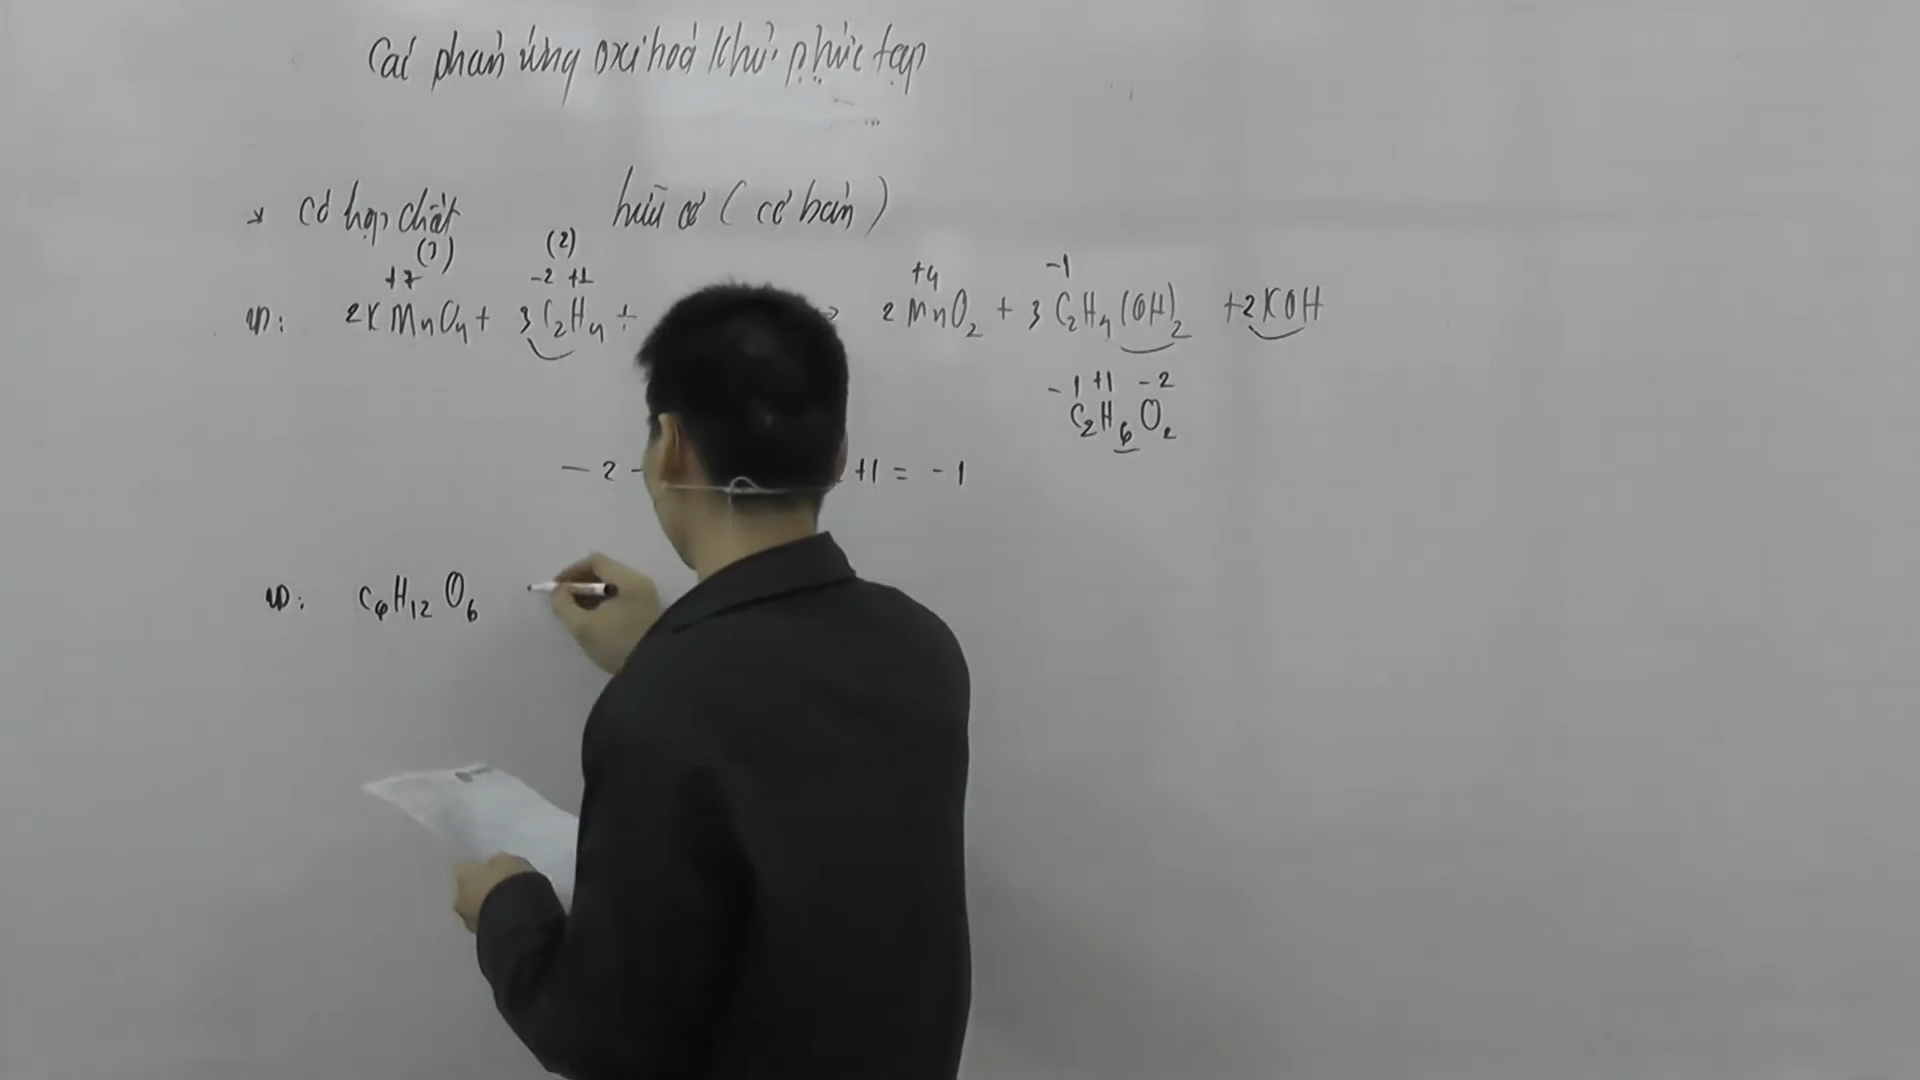 Các phản ứng oxi hoá khử phức tạp
...
* Có hợp chất hữu cơ (cơ bản)
(1) (2)
+7 -2 +1 +4 -1
VD: 2KMnO4 + 3C2H4 + → 2MnO2 + 3C2H4(OH)2 + 2KOH
-1 +1 -2
C2H6O2
- 2 - +1 = -1
VD: C6H12O6